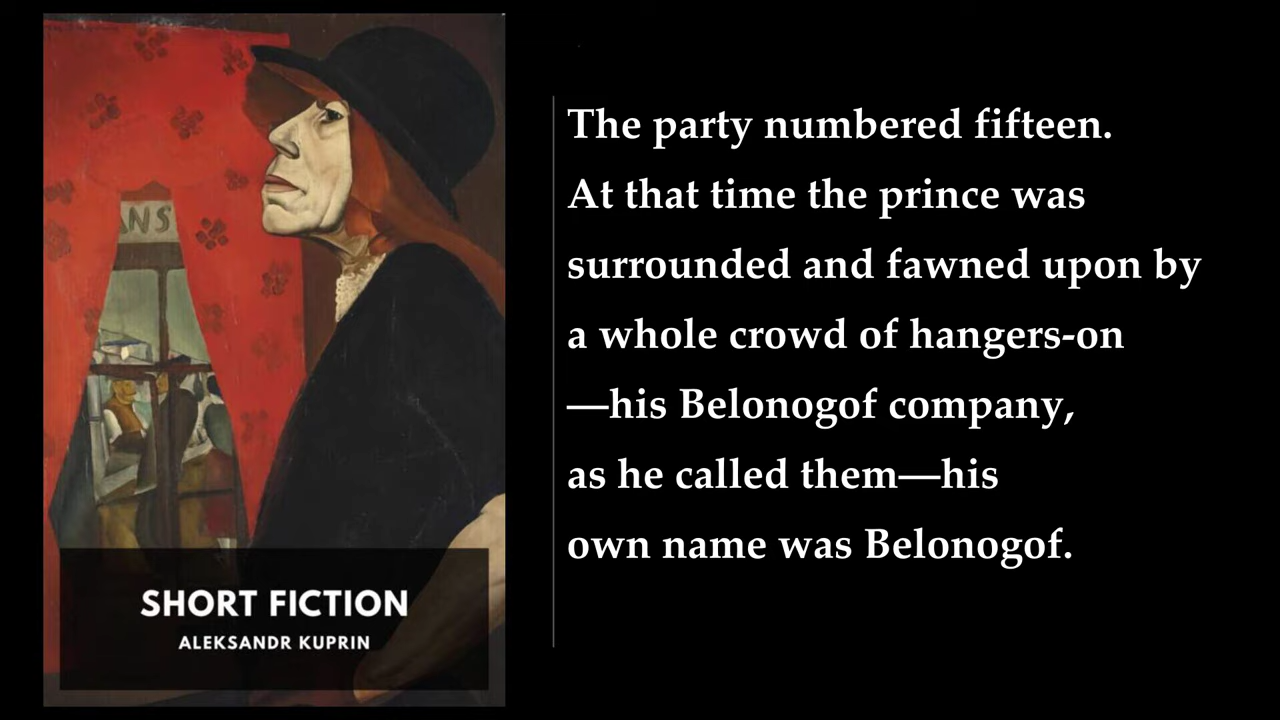 ANS
SHORT FICTION
ALEKSANDR KUPRIN
The party numbered fifteen.
At that time the prince was
surrounded and fawned upon by
a whole crowd of hangers-on
—his Belonogof company,
as he called them—his
own name was Belonogof.